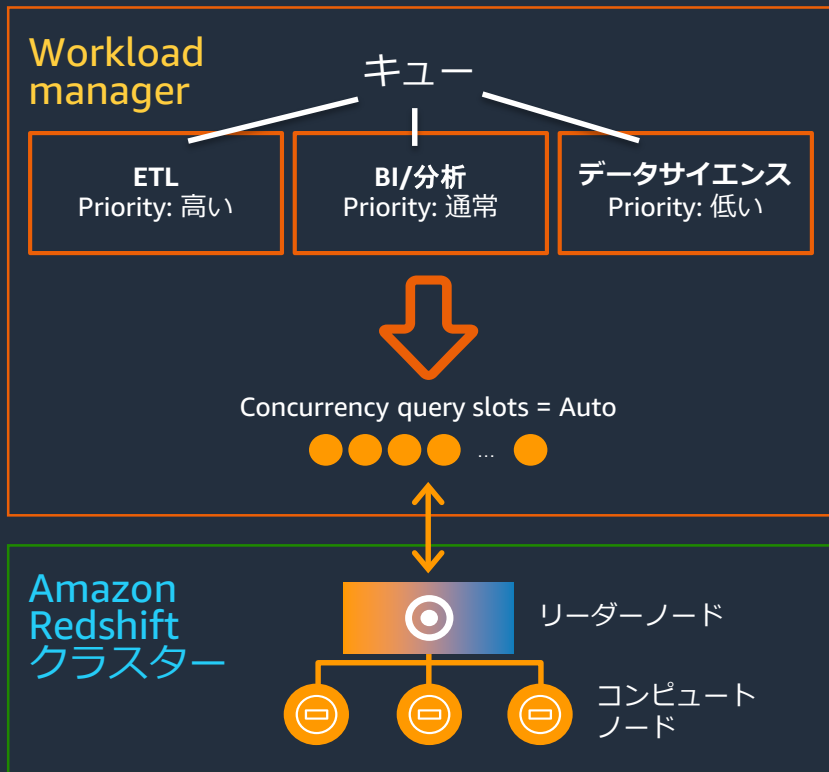 Workload
manager
キュー
ETL
Priority: 高い
BI/分析
Priority: 通常
データサイエンス
Priority: 低い
Concurrency query slots = Auto
...
Amazon
Redshift
クラスター
リーダーノード
コンピュート
ノード